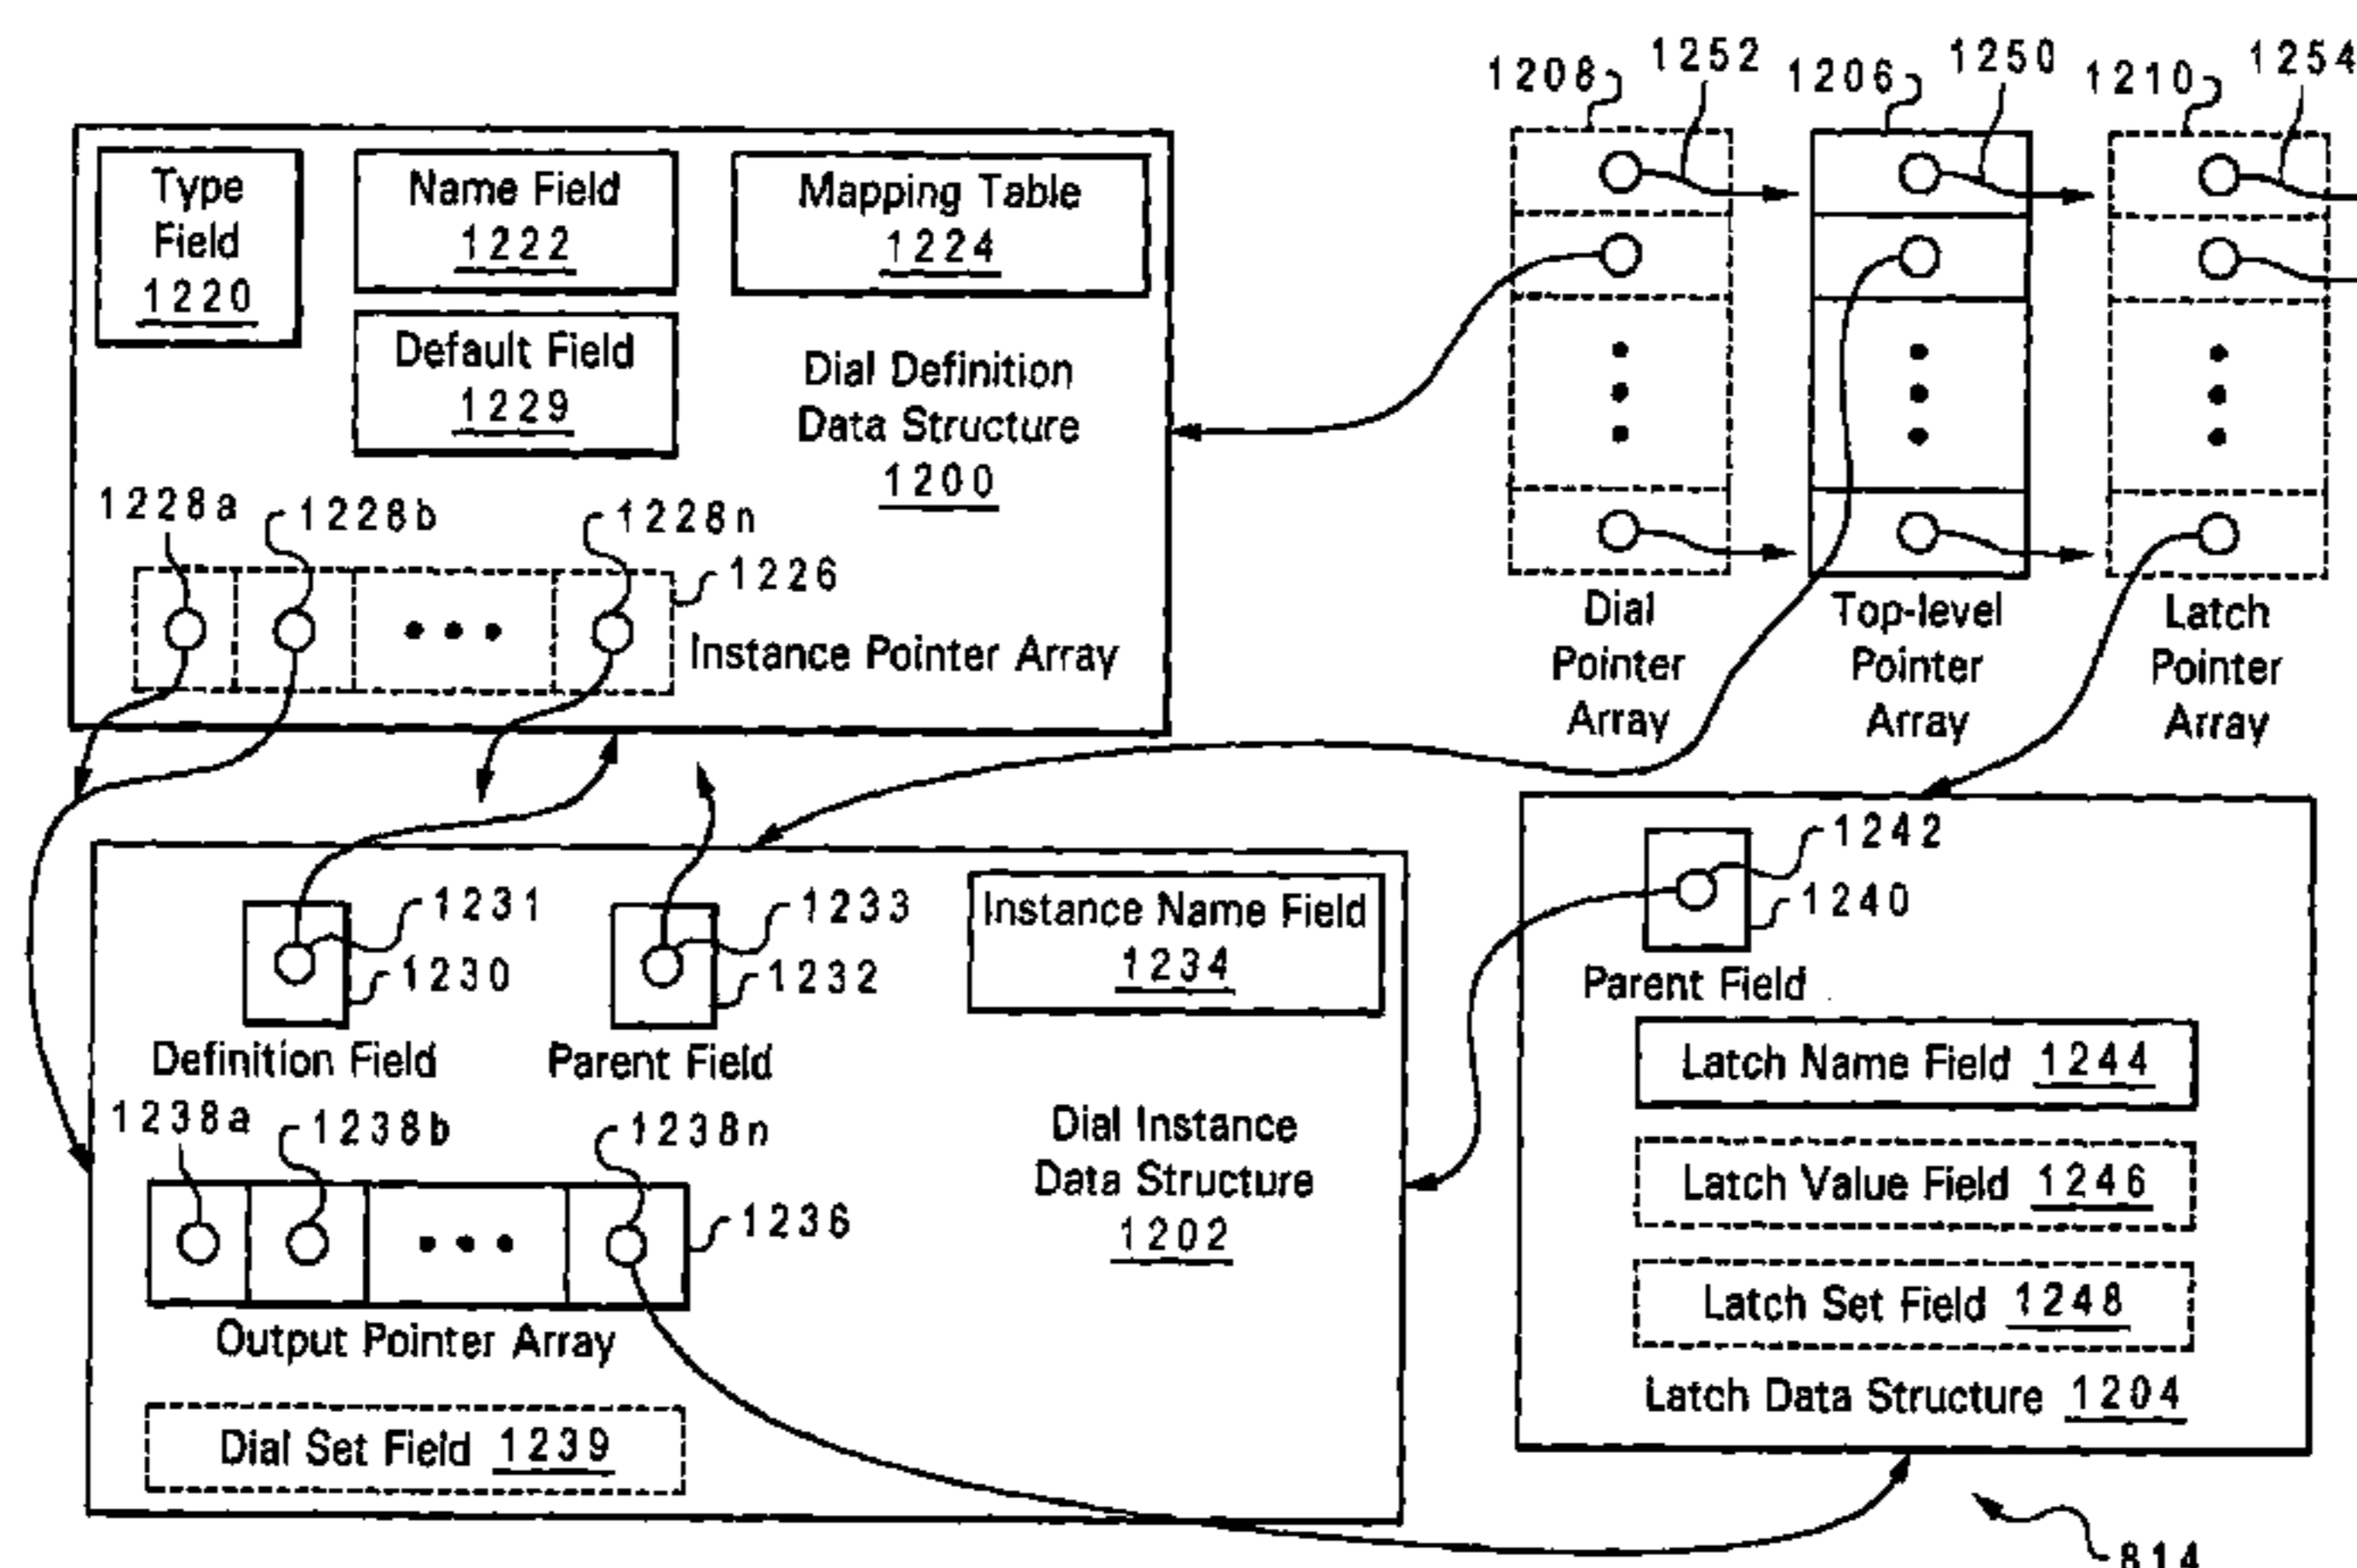 1208 1252 1206 1250 1210 1254
Type
Field
1220
Name Field
1222
Mapping Table
1224
Default Field
1229
Dial Definition
Data Structure
1200
1228a 1228b 1228n
1226
Instance Pointer Array
Dial
Pointer
Array
Top-level
Pointer
Array
Latch
Pointer
Array
1231
1230
Definition Field
1233
1232
Parent Field
Instance Name Field
1234
1238a 1238b 1238n
1236
Output Pointer Array
Dial Instance
Data Structure
1202
Dial Set Field 1239
1242
1240
Parent Field
Latch Name Field 1244
Latch Value Field 1246
Latch Set Field 1248
Latch Data Structure 1204
814